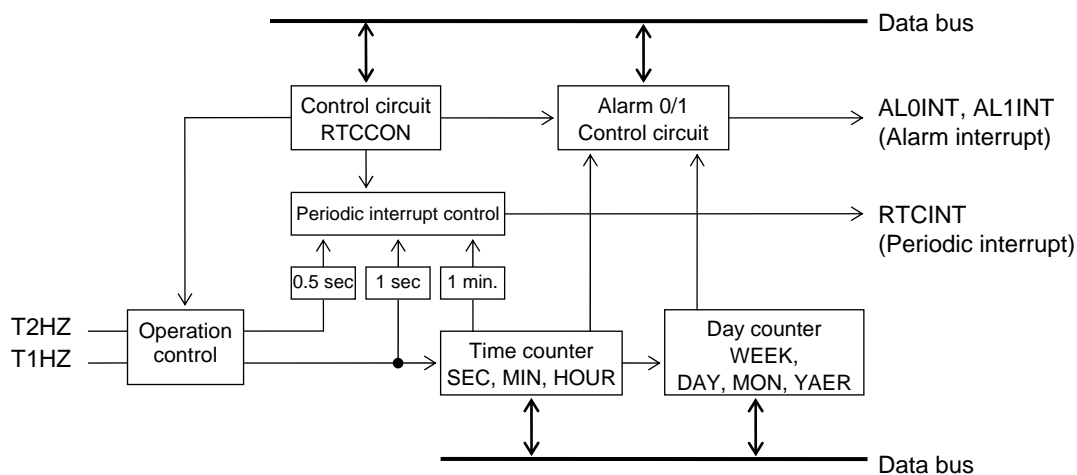 Data bus
Control circuit
RTCCON
Alarm 0/1
Control circuit
AL0INT, AL1INT
(Alarm interrupt)
Periodic interrupt control
RTCINT
(Periodic interrupt)
0.5 sec
1 sec
1 min.
T2HZ
T1HZ
Operation
control
Time counter
SEC, MIN, HOUR
Day counter
WEEK,
DAY, MON, YAER
Data bus